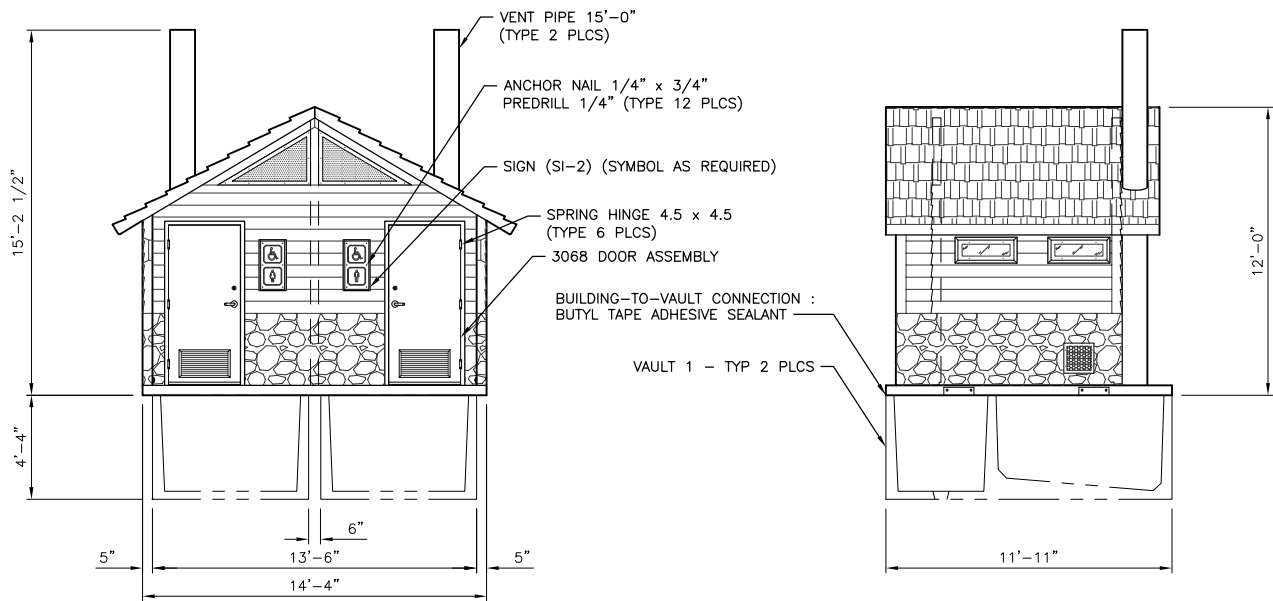 VENT PIPE 15'-0"
(TYPE 2 PLCS)
ANCHOR NAIL 1/4" x 3/4"
PREDRILL 1/4" (TYPE 12 PLCS)
SIGN (SI-2) (SYMBOL AS REQUIRED)
SPRING HINGE 4.5 x 4.5
(TYPE 6 PLCS)
3068 DOOR ASSEMBLY
BUILDING-TO-VAULT CONNECTION :
BUTYL TAPE ADHESIVE SEALANT
VAULT 1 - TYP 2 PLCS
15'-2 1/2"
4'-4"
12'-0"
6"
5"
13'-6"
5"
14'-4"
11'-11"